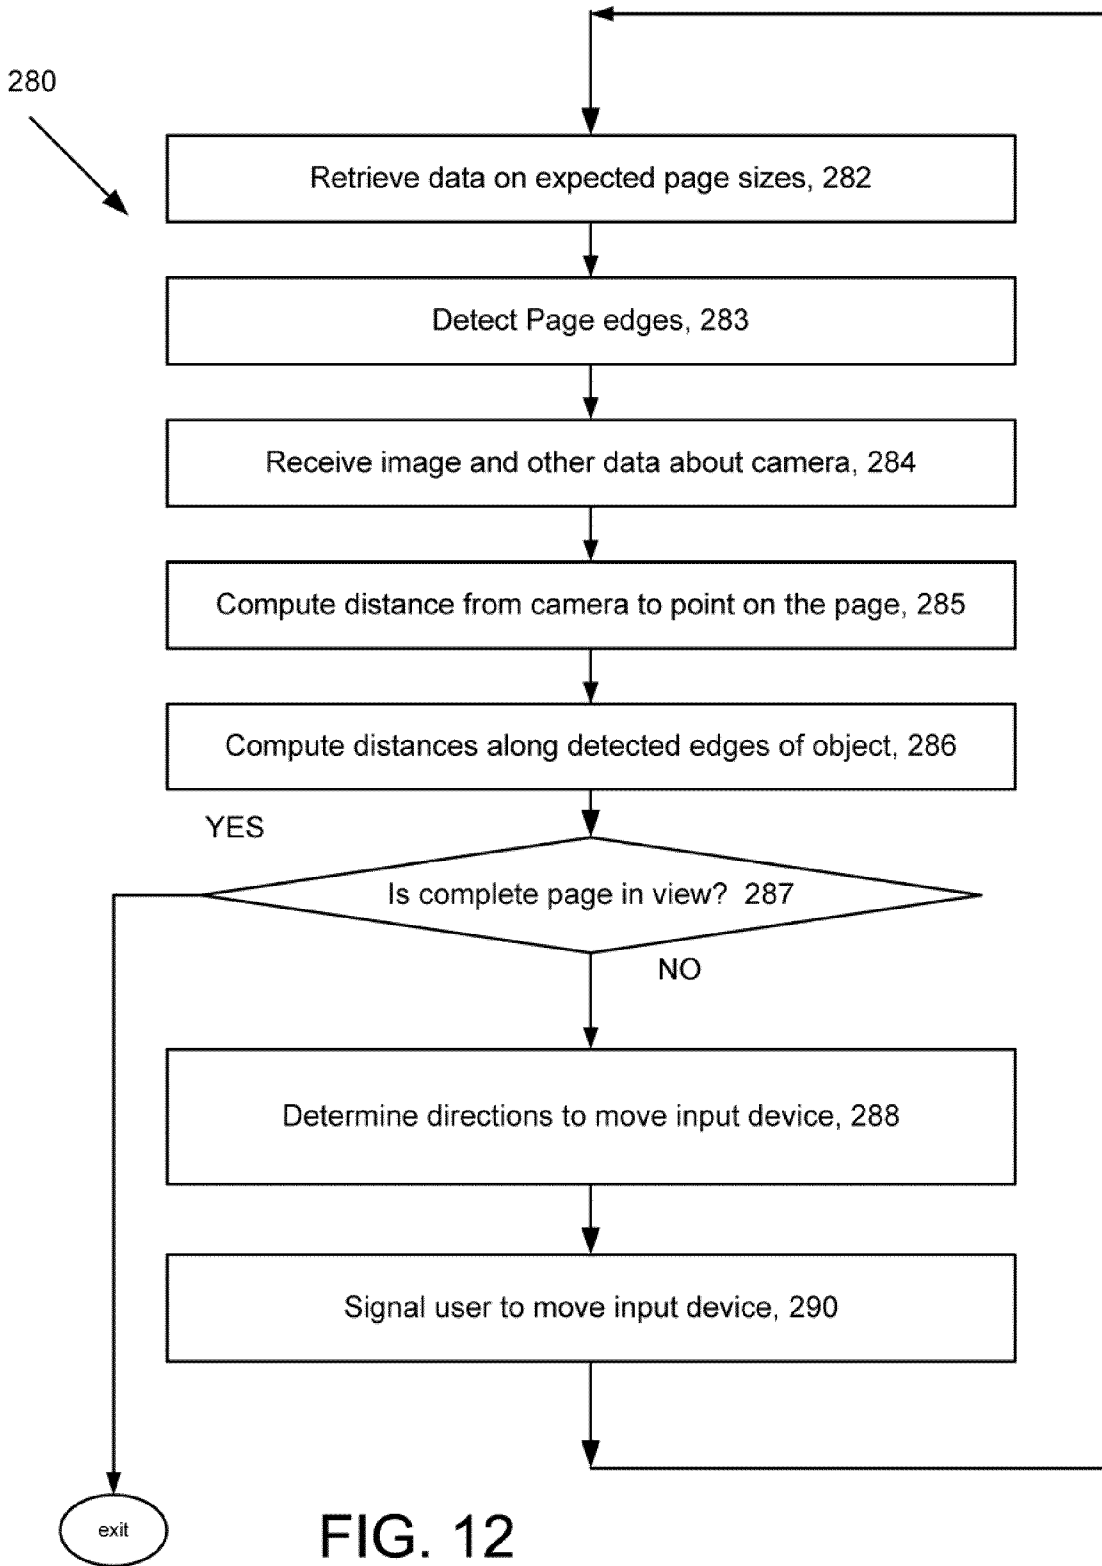 280
Retrieve data on expected page sizes, 282
Detect Page edges, 283
Receive image and other data about camera, 284
Compute distance from camera to point on the page, 285
Compute distances along detected edges of object, 286
YES
Is complete page in view? 287
NO
Determine directions to move input device, 288
Signal user to move input device, 290
exit
FIG. 12